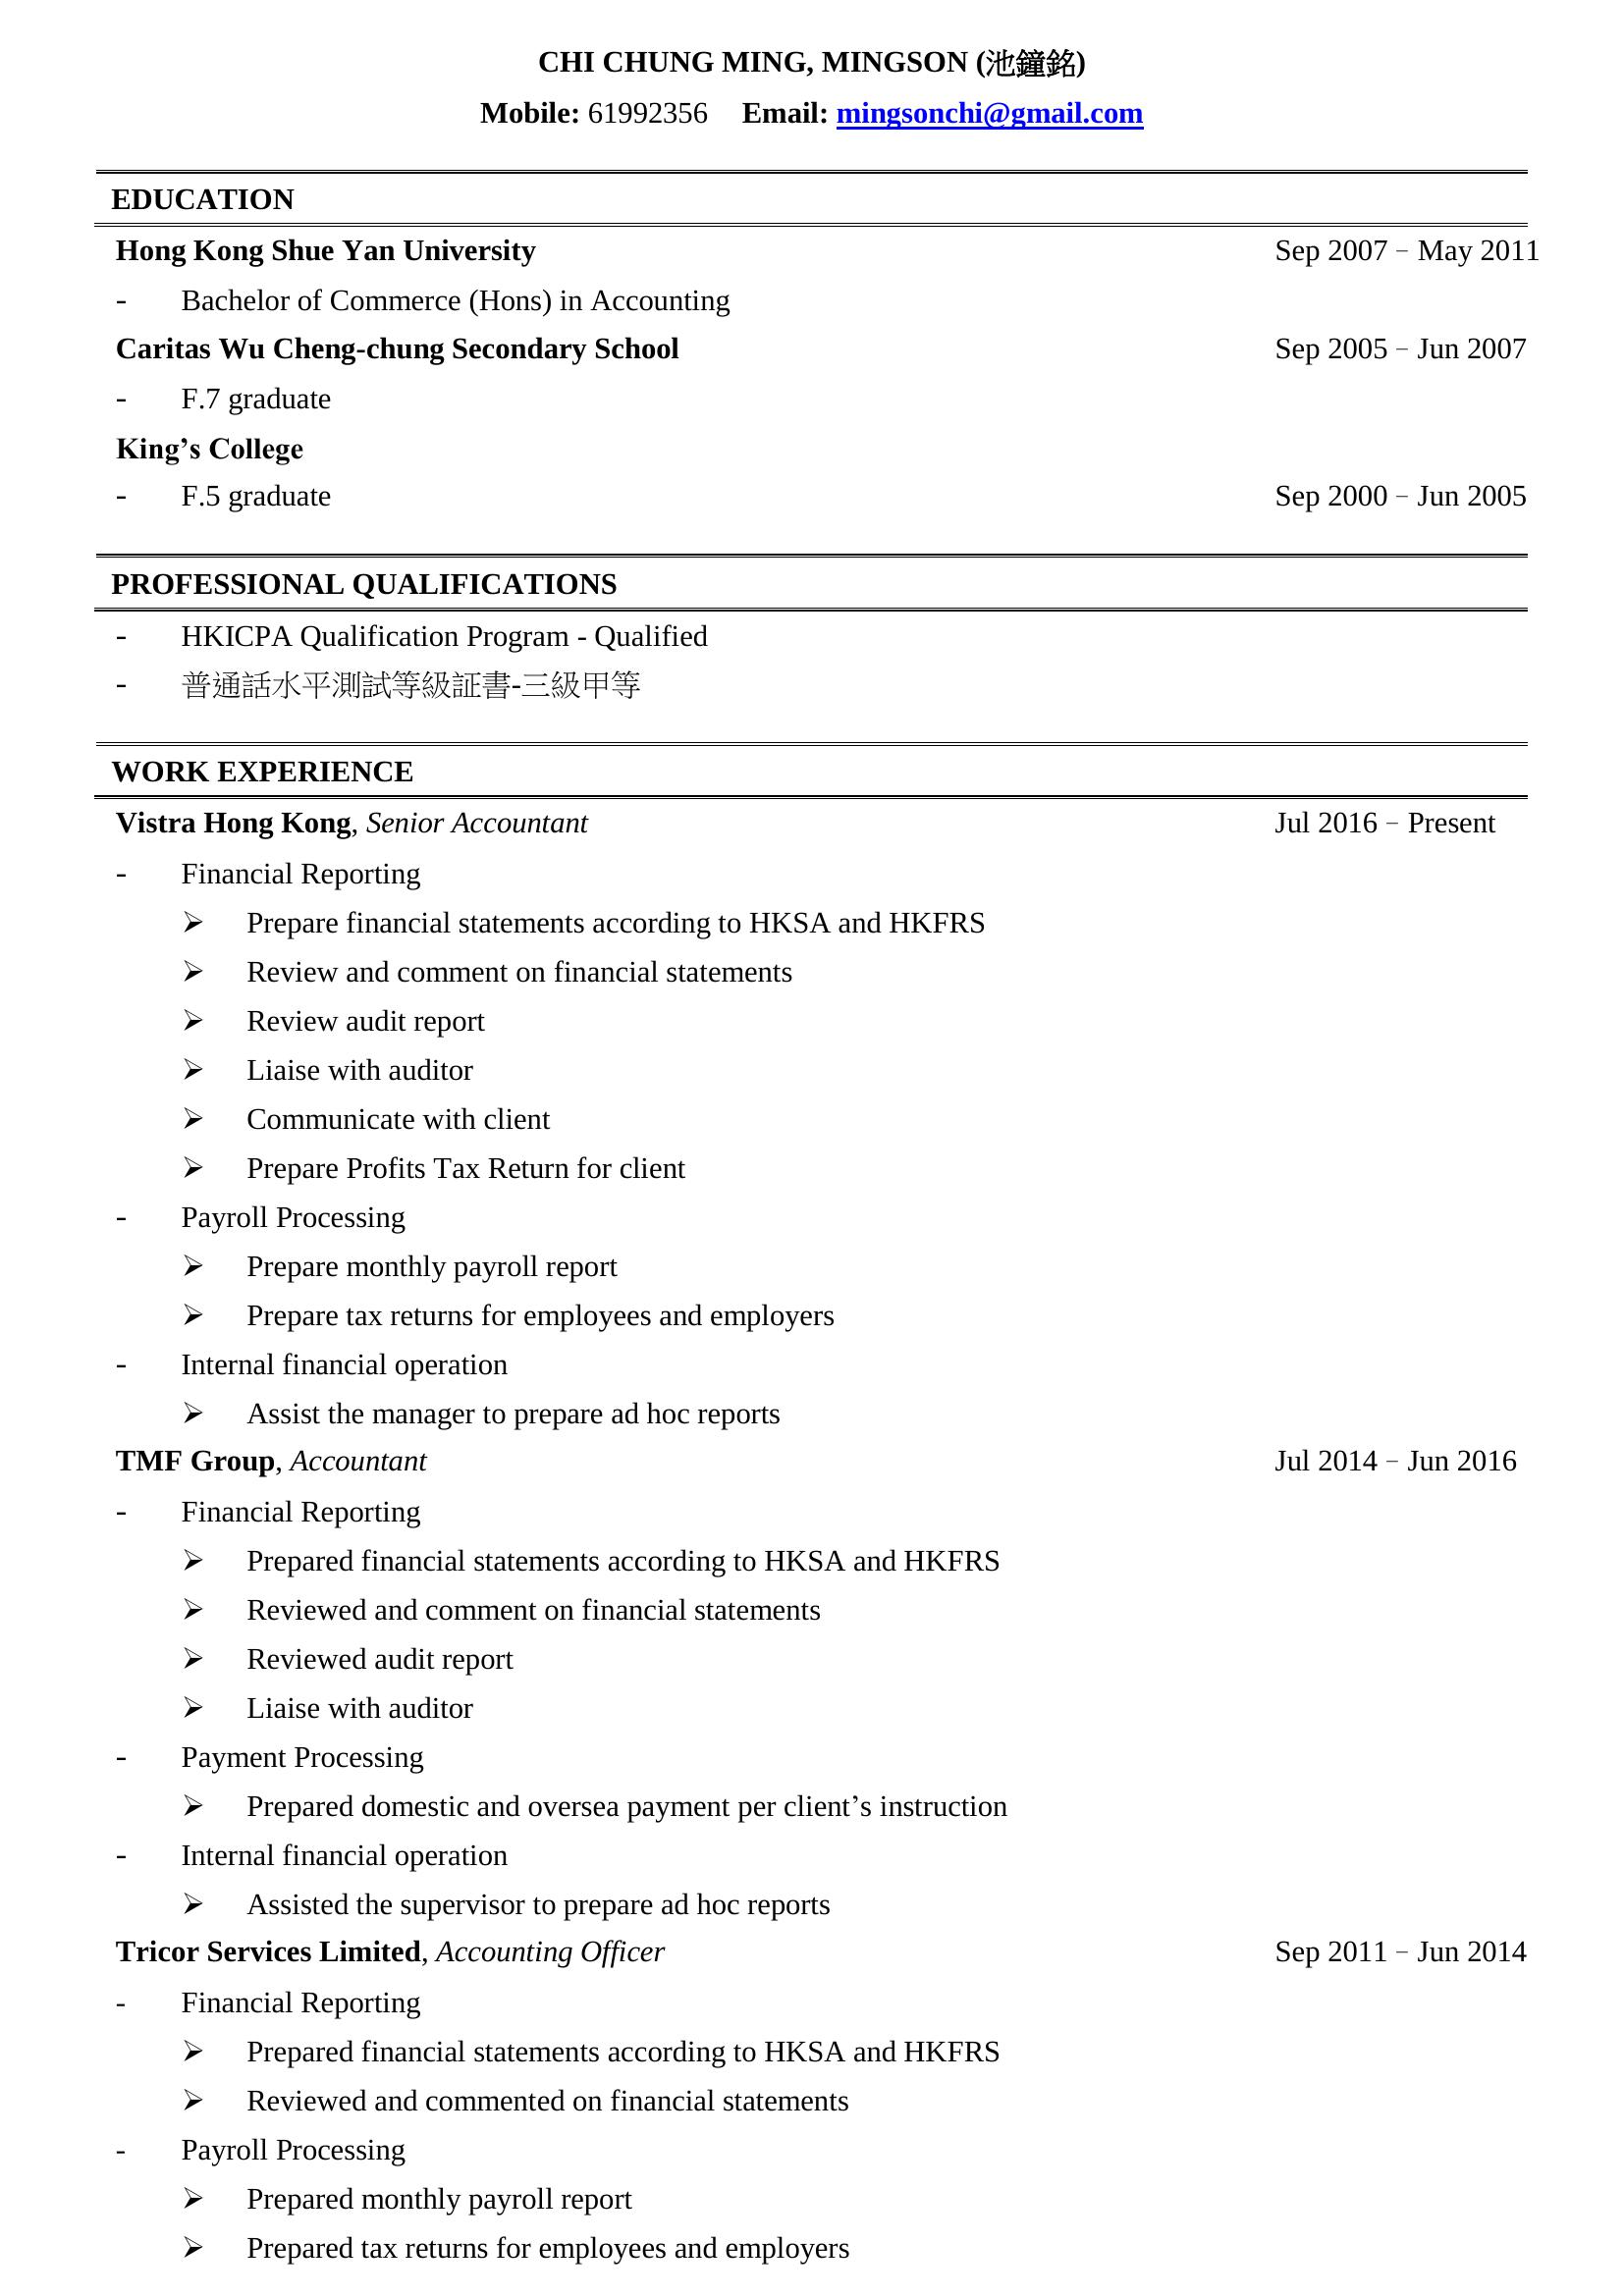 CHI CHUNG MING, MINGSON (池鐘銘)
Mobile: 61992356 Email: mingsonchi@gmail.com
EDUCATION
Hong Kong Shue Yan University Sep 2007 – May 2011
- Bachelor of Commerce (Hons) in Accounting
Caritas Wu Cheng-chung Secondary School Sep 2005 – Jun 2007
- F.7 graduate
King’s College
- F.5 graduate Sep 2000 – Jun 2005
PROFESSIONAL QUALIFICATIONS
- HKICPA Qualification Program - Qualified
- 普通話水平測試等級証書-三級甲等
WORK EXPERIENCE
Vistra Hong Kong, Senior Accountant Jul 2016 – Present
- Financial Reporting
➢ Prepare financial statements according to HKSA and HKFRS
➢ Review and comment on financial statements
➢ Review audit report
➢ Liaise with auditor
➢ Communicate with client
➢ Prepare Profits Tax Return for client
- Payroll Processing
➢ Prepare monthly payroll report
➢ Prepare tax returns for employees and employers
- Internal financial operation
➢ Assist the manager to prepare ad hoc reports
TMF Group, Accountant Jul 2014 – Jun 2016
- Financial Reporting
➢ Prepared financial statements according to HKSA and HKFRS
➢ Reviewed and comment on financial statements
➢ Reviewed audit report
➢ Liaise with auditor
- Payment Processing
➢ Prepared domestic and oversea payment per client’s instruction
- Internal financial operation
➢ Assisted the supervisor to prepare ad hoc reports
Tricor Services Limited, Accounting Officer Sep 2011 – Jun 2014
- Financial Reporting
➢ Prepared financial statements according to HKSA and HKFRS
➢ Reviewed and commented on financial statements
- Payroll Processing
➢ Prepared monthly payroll report
➢ Prepared tax returns for employees and employers